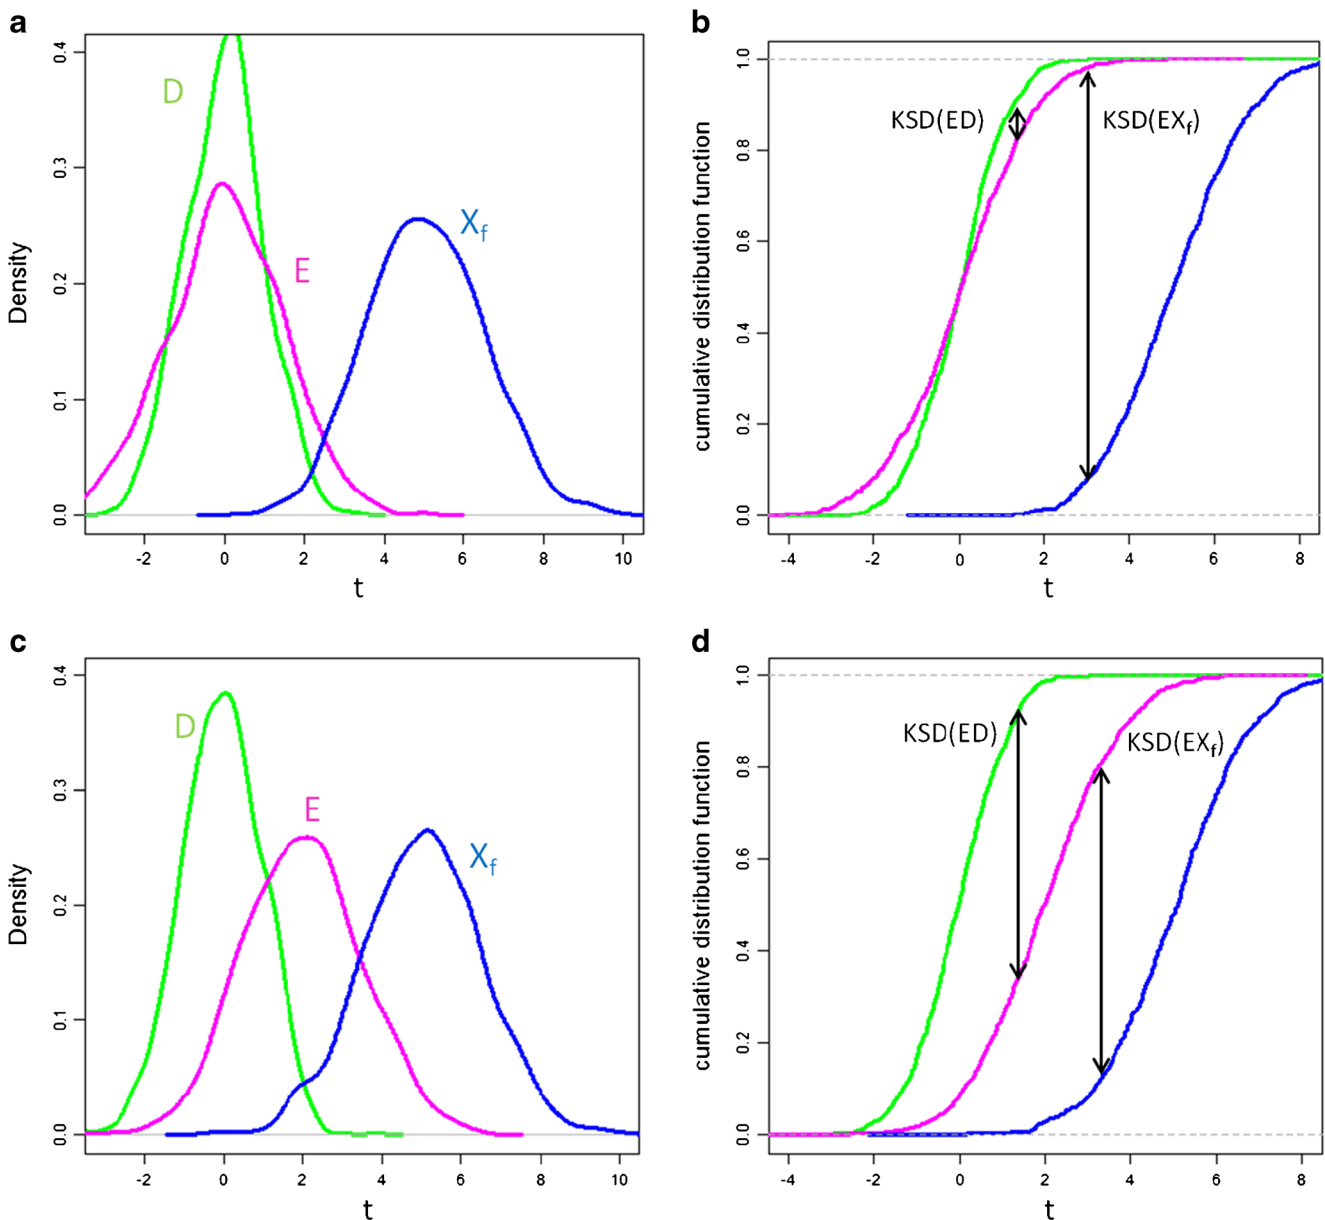 a
Density
0.0 0.1 0.2 0.3 0.4
D
E
X_f
-2 0 2 4 6 8 10
t
b
cumulative distribution function
0.0 0.2 0.4 0.6 0.8 1.0
KSD(ED)
KSD(EX_f)
-4 -2 0 2 4 6 8
t
c
Density
0.0 0.1 0.2 0.3 0.4
D
E
X_f
-2 0 2 4 6 8 10
t
d
cumulative distribution function
0.0 0.2 0.4 0.6 0.8 1.0
KSD(ED)
KSD(EX_f)
-4 -2 0 2 4 6 8
t